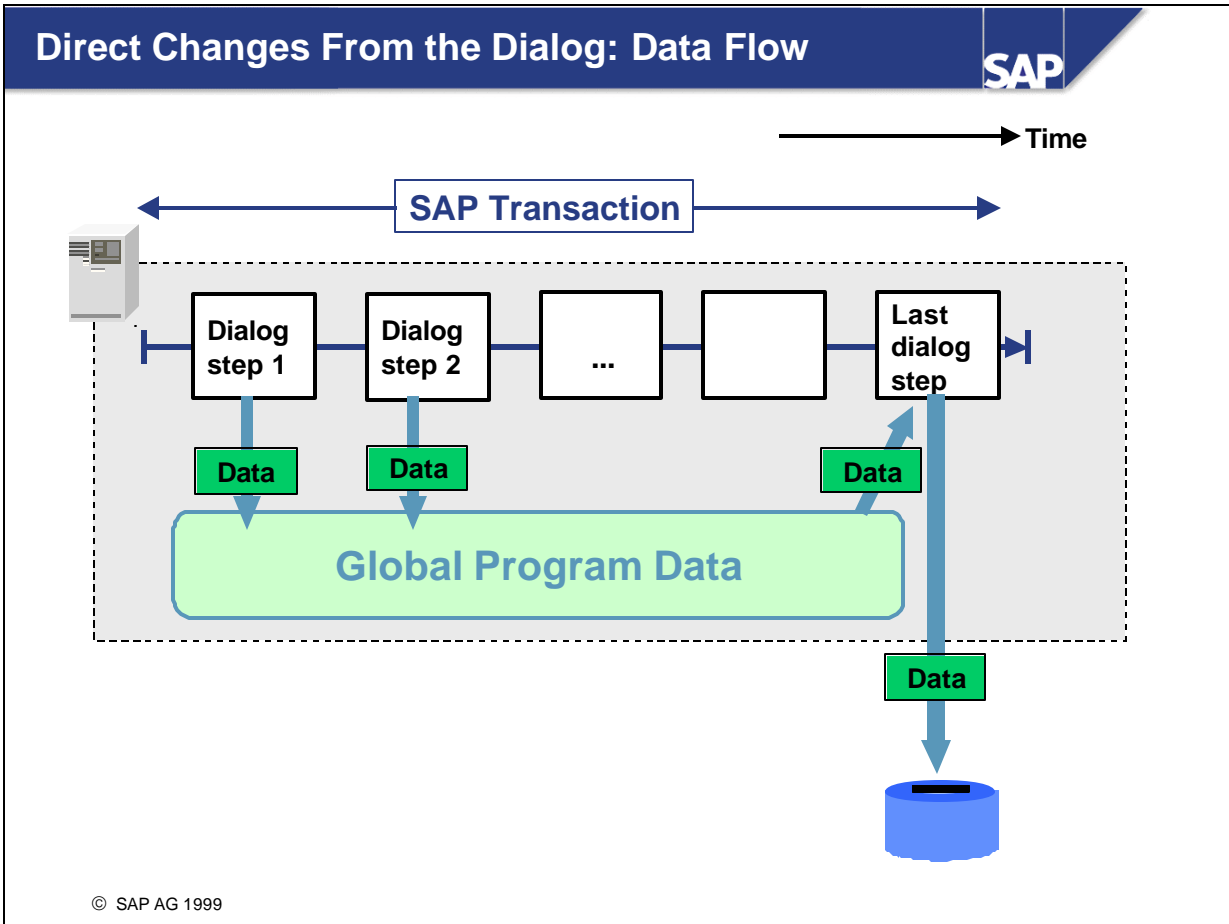 Direct Changes From the Dialog: Data Flow
SAP
Time
SAP Transaction
Dialog
step 1
Dialog
step 2
...
Last
dialog
step
Data
Data
Data
Global Program Data
Data
© SAP AG 1999